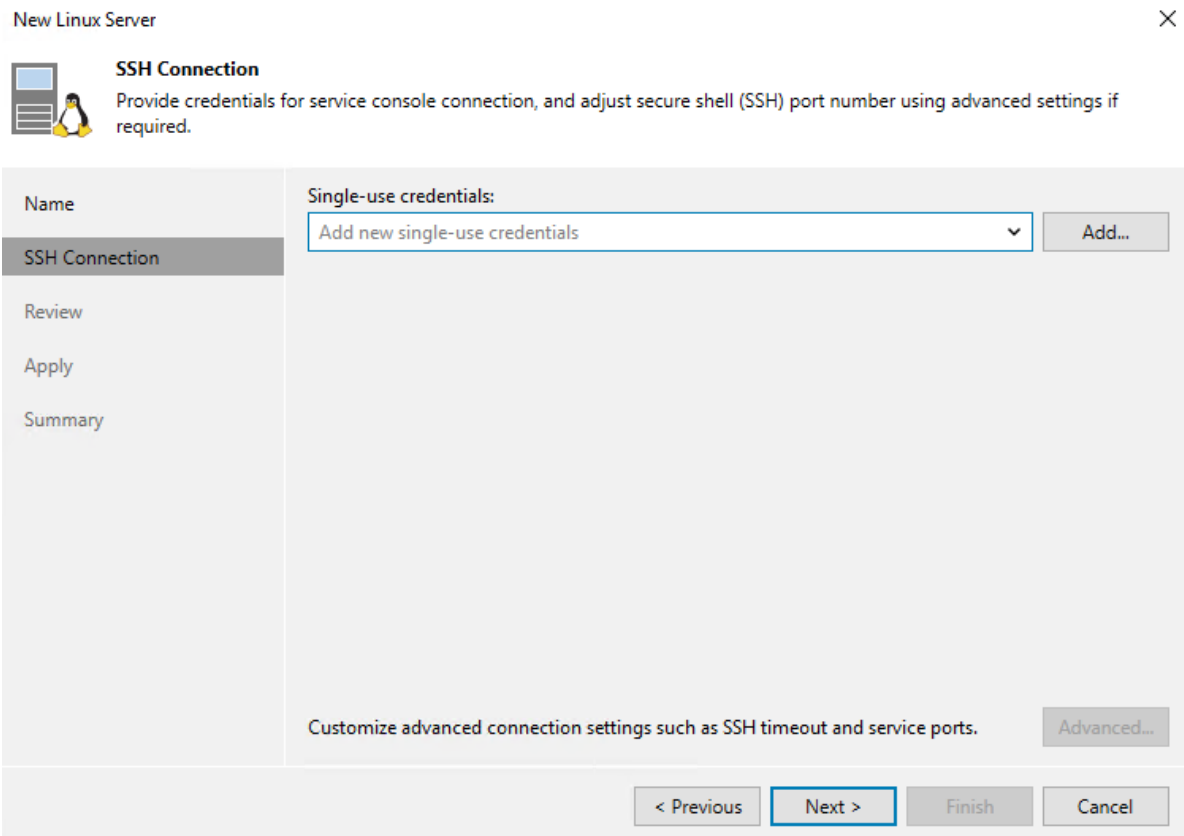 New Linux Server
SSH Connection
Provide credentials for service console connection, and adjust secure shell (SSH) port number using advanced settings if
required.
Name
SSH Connection
Review
Apply
Summary
Single-use credentials:
Add new single-use credentials
Add...
Customize advanced connection settings such as SSH timeout and service ports.
Advanced...
< Previous
Next >
Finish
Cancel